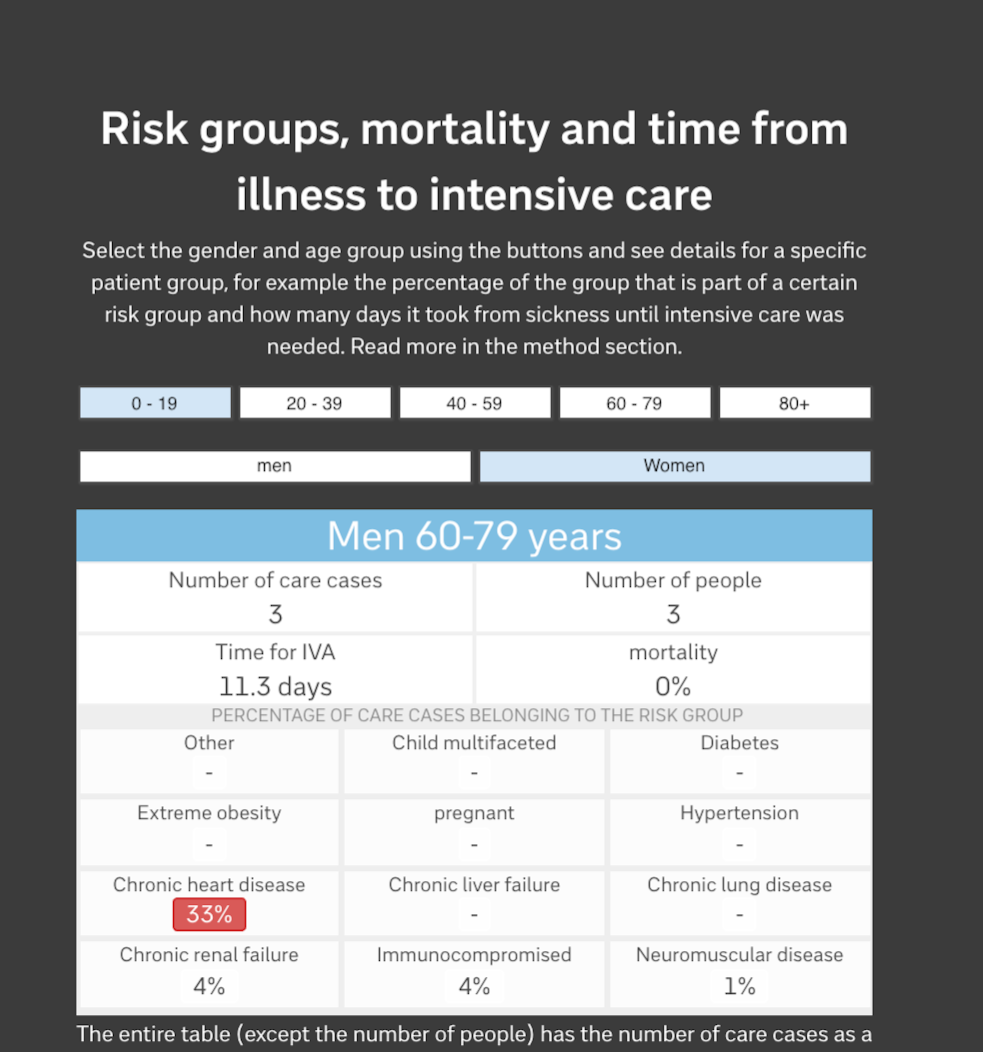 Risk groups, mortality and time from
illness to intensive care
Select the gender and age group using the buttons and see details for a specific
patient group, for example the percentage of the group that is part of a certain
risk group and how many days it took from sickness until intensive care was
needed. Read more in the method section.
0 - 19 20 - 39 40 - 59 60 - 79 80+
men Women
Men 60-79 years
Number of care cases Number of people
3 3
Time for IVA mortality
11.3 days 0%
PERCENTAGE OF CARE CASES BELONGING TO THE RISK GROUP
Other Child multifaceted Diabetes
- - -
Extreme obesity pregnant Hypertension
- - -
Chronic heart disease Chronic liver failure Chronic lung disease
33% - -
Chronic renal failure Immunocompromised Neuromuscular disease
4% 4% 1%
The entire table (except the number of people) has the number of care cases as a